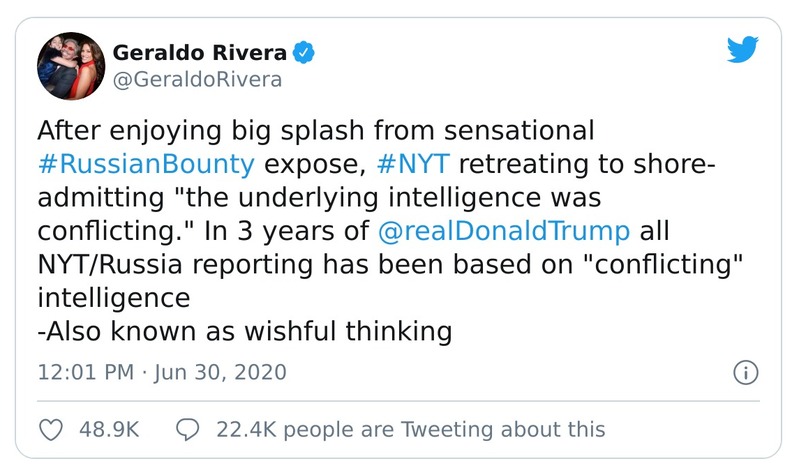 Geraldo Rivera
@GeraldoRivera
After enjoying big splash from sensational
#RussianBounty expose, #NYT retreating to shore-
admitting "the underlying intelligence was
conflicting." In 3 years of @realDonaldTrump all
NYT/Russia reporting has been based on "conflicting"
intelligence
-Also known as wishful thinking
12:01 PM · Jun 30, 2020
48.9K 22.4K people are Tweeting about this